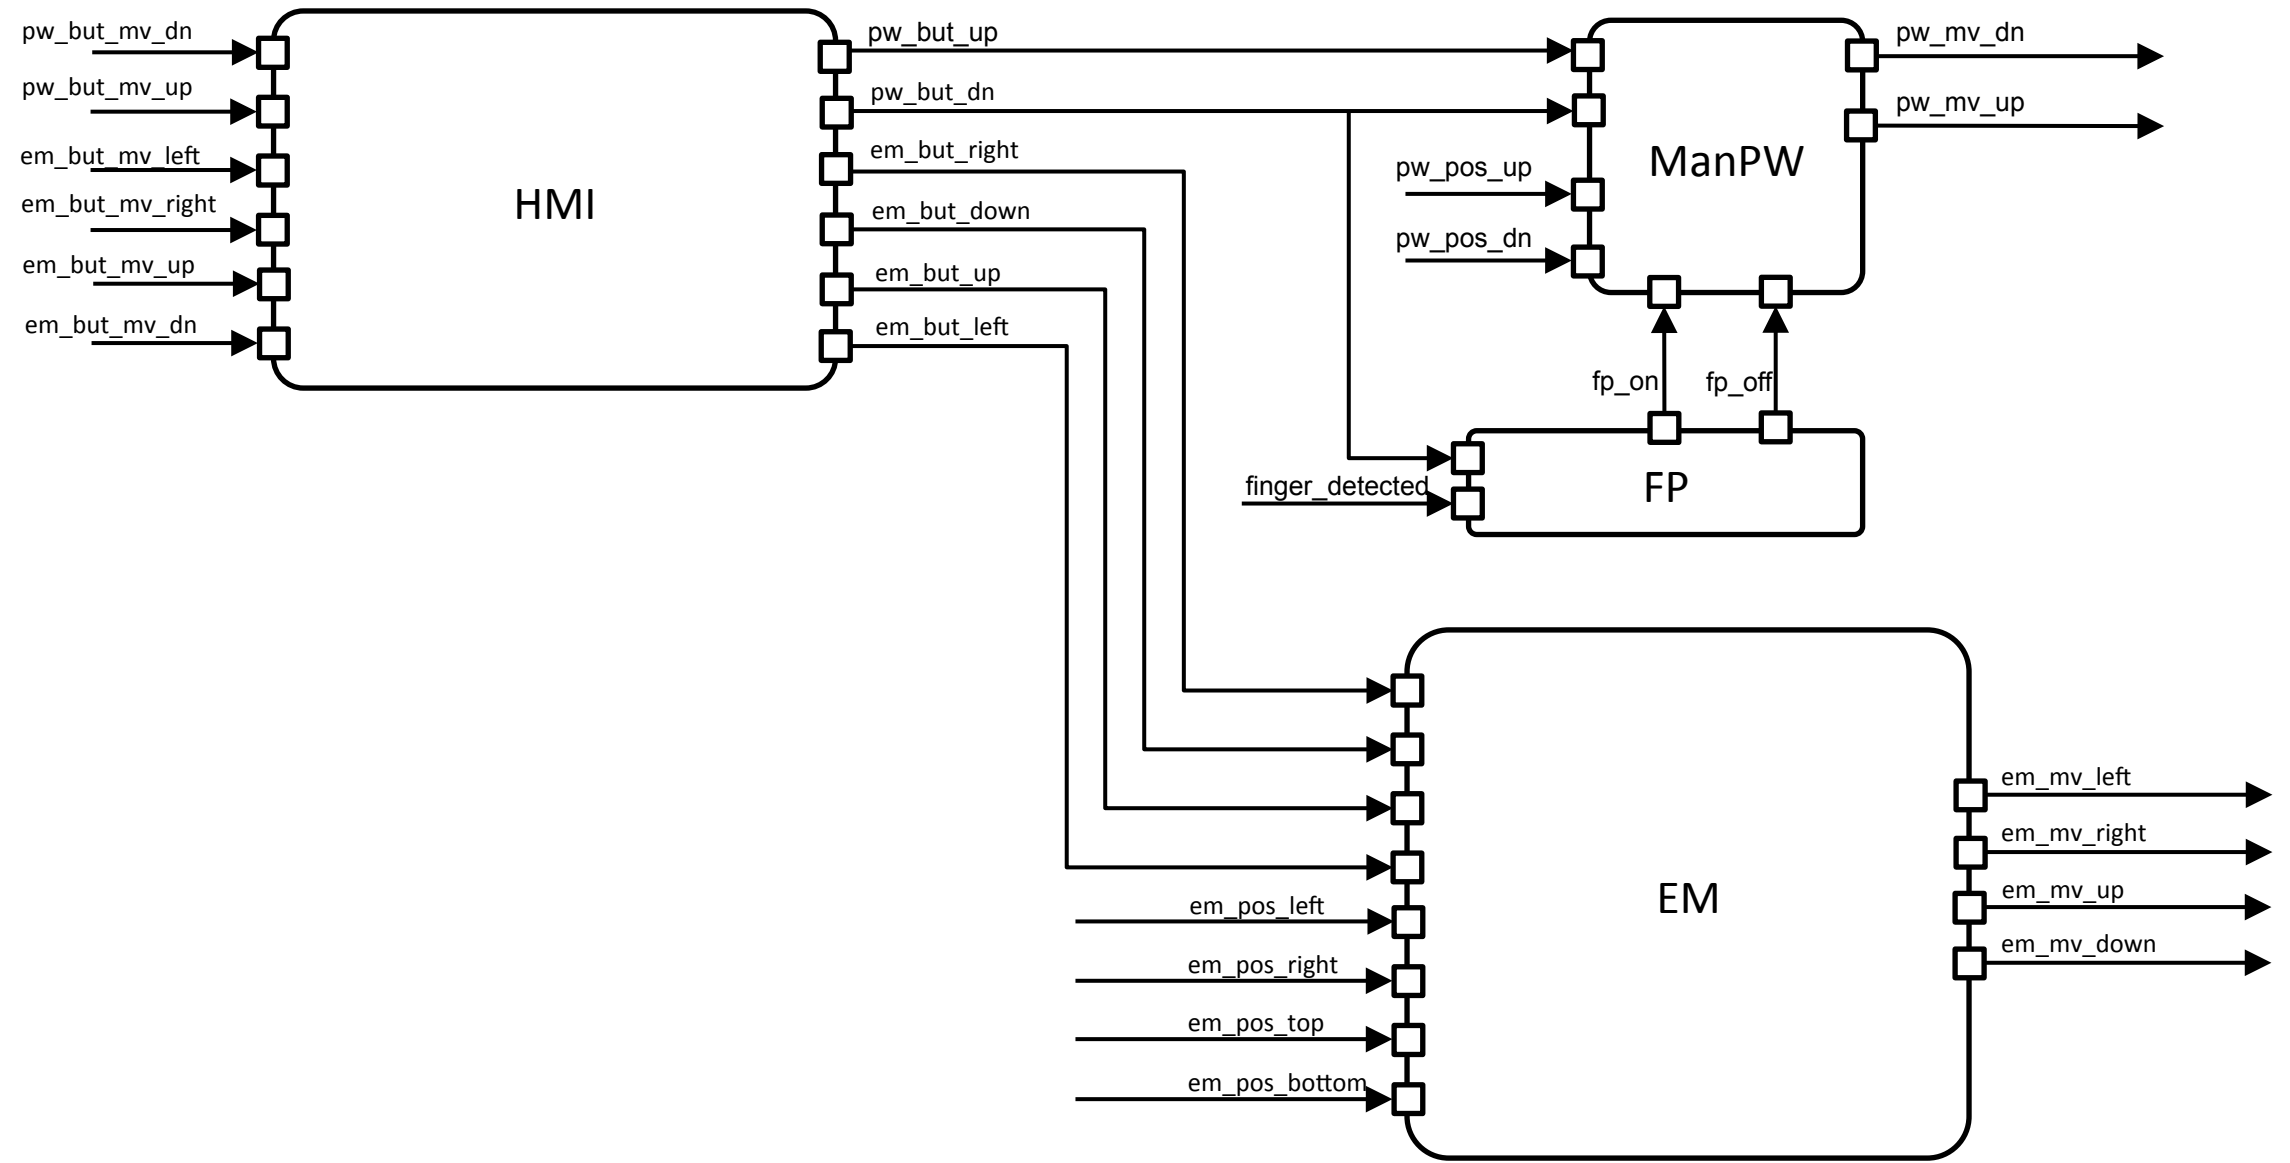 pw_but_mv_dn
pw_but_mv_up
em_but_mv_left
em_but_mv_right
em_but_mv_up
em_but_mv_dn
HMI
pw_but_up
pw_but_dn
em_but_right
em_but_down
em_but_up
em_but_left
pw_pos_up
pw_pos_dn
ManPW
pw_mv_dn
pw_mv_up
fp_on
fp_off
finger_detected
FP
em_pos_left
em_pos_right
em_pos_top
em_pos_bottom
EM
em_mv_left
em_mv_right
em_mv_up
em_mv_down